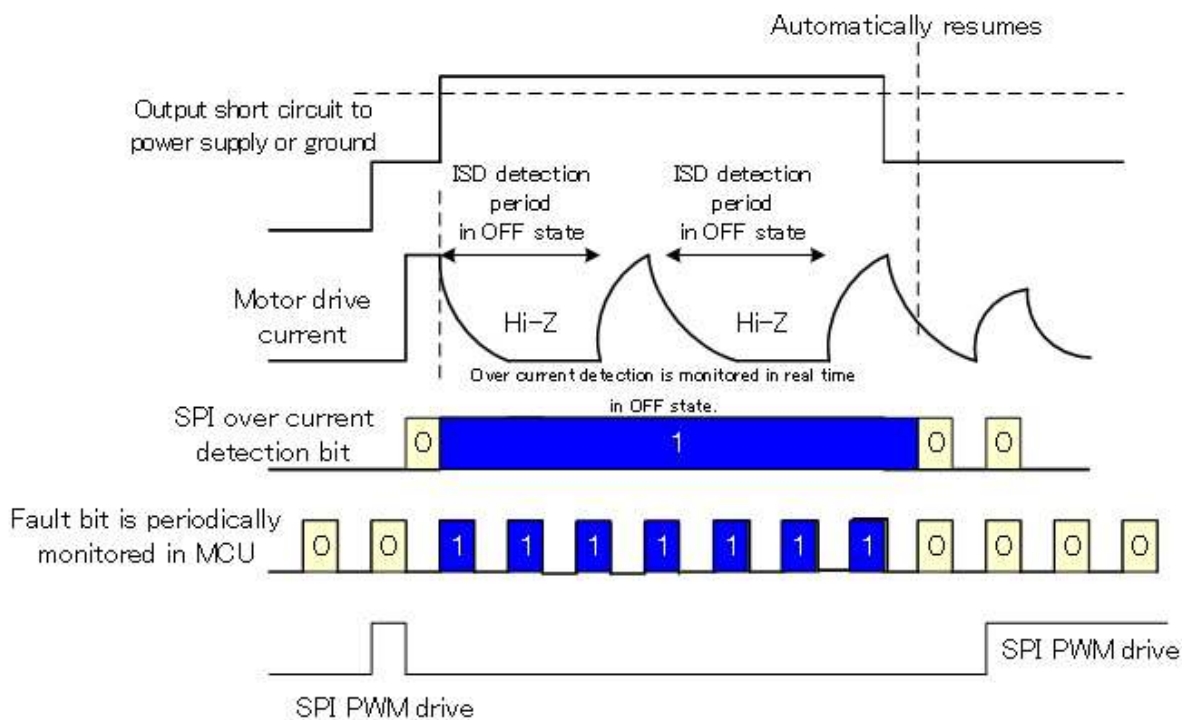 Automatically resumes
Output short circuit to
power supply or ground
ISD detection
period
in OFF state
ISD detection
period
in OFF state
Motor drive
current
Hi-Z
Hi-Z
Over current detection is monitored in real time
in OFF state.
SPI over current
detection bit
0 1 0 0
Fault bit is periodically
monitored in MCU
0 0 1 1 1 1 1 1 1 0 0 0 0
SPI PWM drive
SPI PWM drive